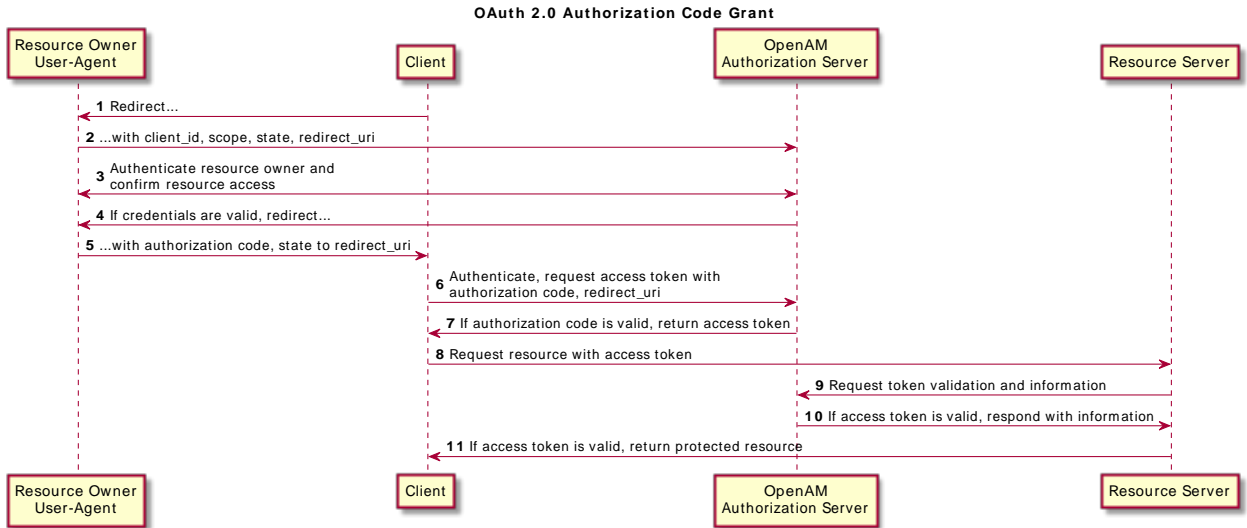 OAuth 2.0 Authorization Code Grant
Resource Owner
User-Agent
Client
OpenAM
Authorization Server
Resource Server
1 Redirect...
2 ...with client_id, scope, state, redirect_uri
3 Authenticate resource owner and
confirm resource access
4 If credentials are valid, redirect...
5 ...with authorization code, state to redirect_uri
6 Authenticate, request access token with
authorization code, redirect_uri
7 If authorization code is valid, return access token
8 Request resource with access token
9 Request token validation and information
10 If access token is valid, respond with information
11 If access token is valid, return protected resource
Resource Owner
User-Agent
Client
OpenAM
Authorization Server
Resource Server